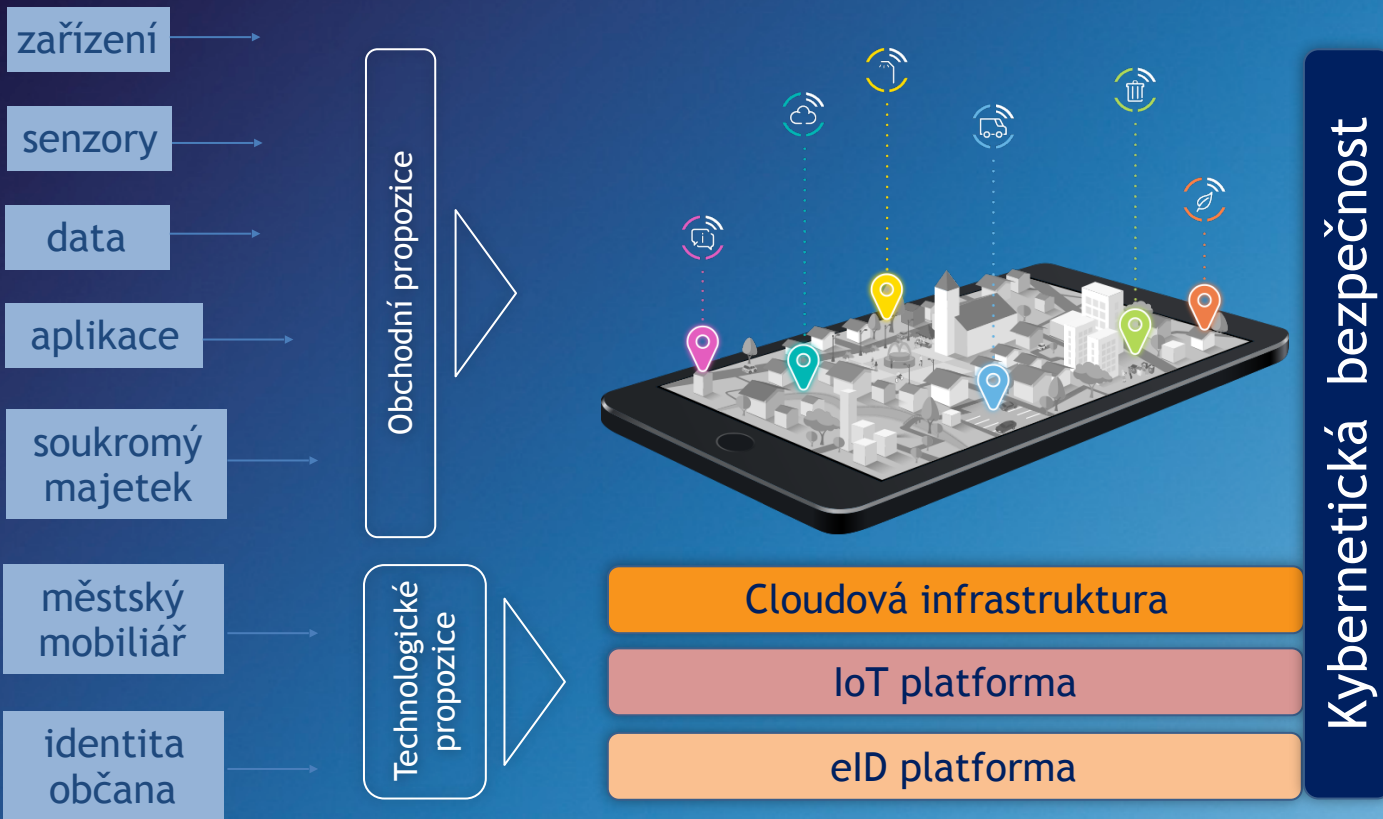 zařízení
senzory
data
aplikace
soukromý
majetek
městský
mobiliář
identita
občana
Obchodní propozice
Technologické
propozice
Cloudová infrastruktura
IoT platforma
eID platforma
Kybernetická bezpečnost